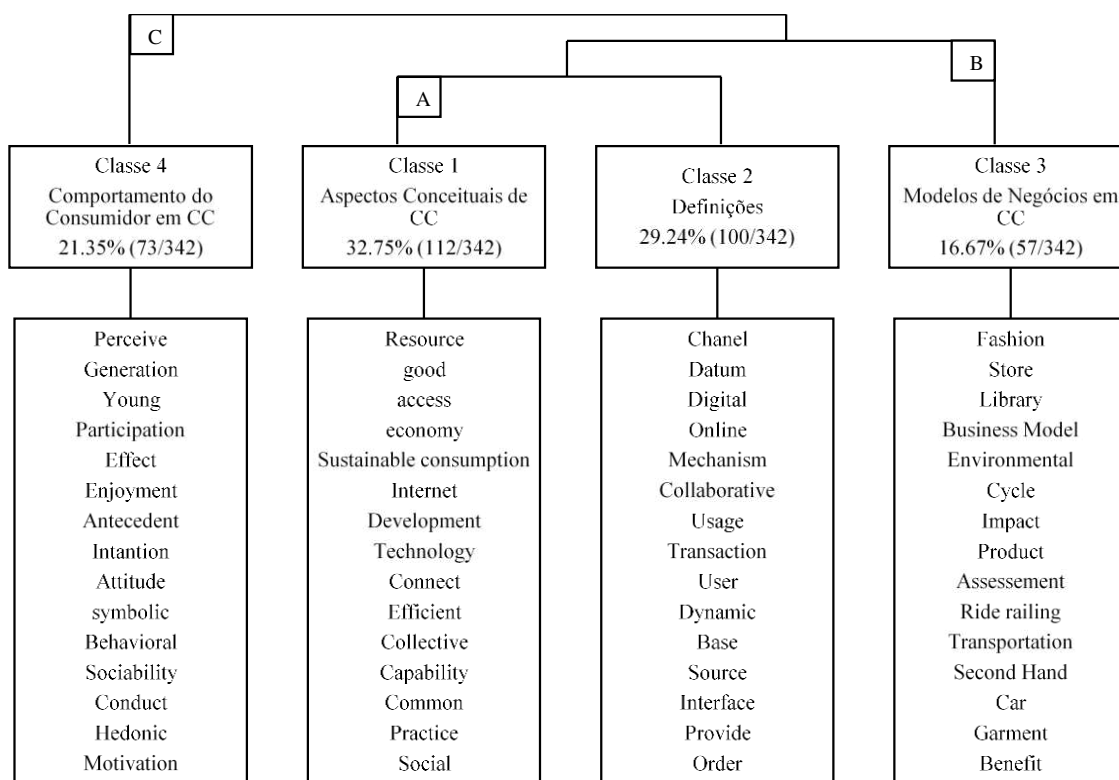 C
B
A
Classe 4
Comportamento do
Consumidor em CC
21.35% (73/342)
Classe 1
Aspectos Conceituais de
CC
32.75% (112/342)
Classe 2
Definições
29.24% (100/342)
Classe 3
Modelos de Negócios em
CC
16.67% (57/342)
Perceive
Generation
Young
Participation
Effect
Enjoyment
Antecedent
Intantion
Attitude
symbolic
Behavioral
Sociability
Conduct
Hedonic
Motivation
Resource
good
access
economy
Sustainable consumption
Internet
Development
Technology
Connect
Efficient
Collective
Capability
Common
Practice
Social
Chanel
Datum
Digital
Online
Mechanism
Collaborative
Usage
Transaction
User
Dynamic
Base
Source
Interface
Provide
Order
Fashion
Store
Library
Business Model
Environmental
Cycle
Impact
Product
Assessement
Ride railing
Transportation
Second Hand
Car
Garment
Benefit